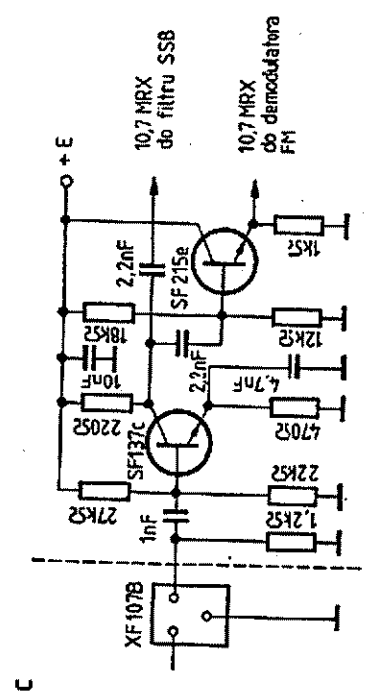 C
XF107B
1nF
1,2kΩ
27kΩ
22kΩ
SF137c
220Ω
10nF
470Ω
4,7nF
2,2nF
18kΩ
12kΩ
2,2nF
SF215e
1kΩ
+E
10,7 MRX
do filtru SSB
10,7 MRX
do demodulatora
FM